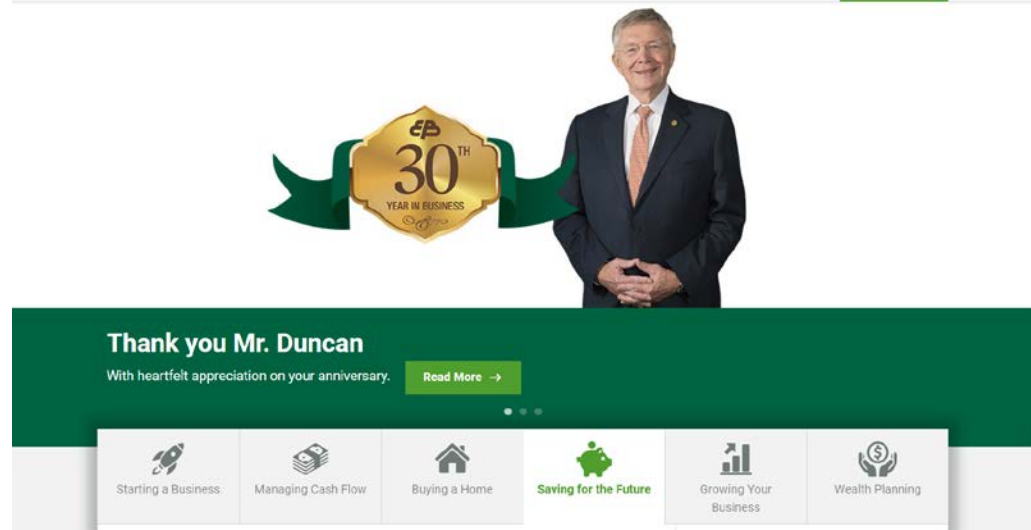 EB
30TH
YEAR IN BUSINESS
Thank you Mr. Duncan
With heartfelt appreciation on your anniversary.
Read More →
Starting a Business
Managing Cash Flow
Buying a Home
Saving for the Future
Growing Your
Business
Wealth Planning